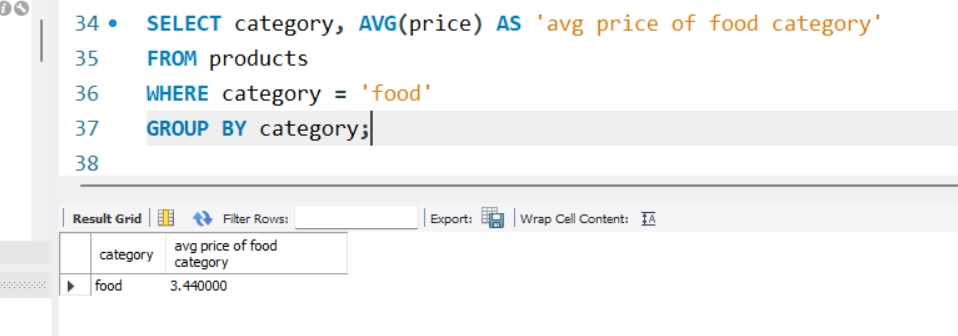 34 SELECT category, AVG(price) AS 'avg price of food category'
35 FROM products
36 WHERE category = 'food'
37 GROUP BY category;
38
Result Grid Filter Rows: Export: Wrap Cell Content:
category avg price of food category
food 3.440000